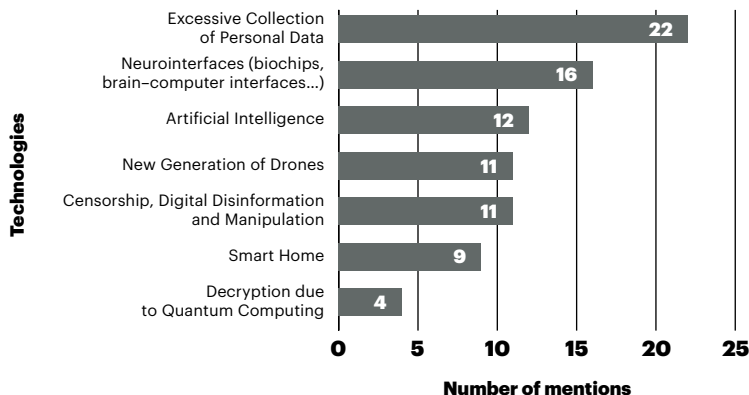 Technologies
Excessive Collection
of Personal Data
22
Neurointerfaces (biochips,
brain–computer interfaces...)
16
Artificial Intelligence
12
New Generation of Drones
11
Censorship, Digital Disinformation
and Manipulation
11
Smart Home
9
Decryption due
to Quantum Computing
4
0 5 10 15 20 25
Number of mentions